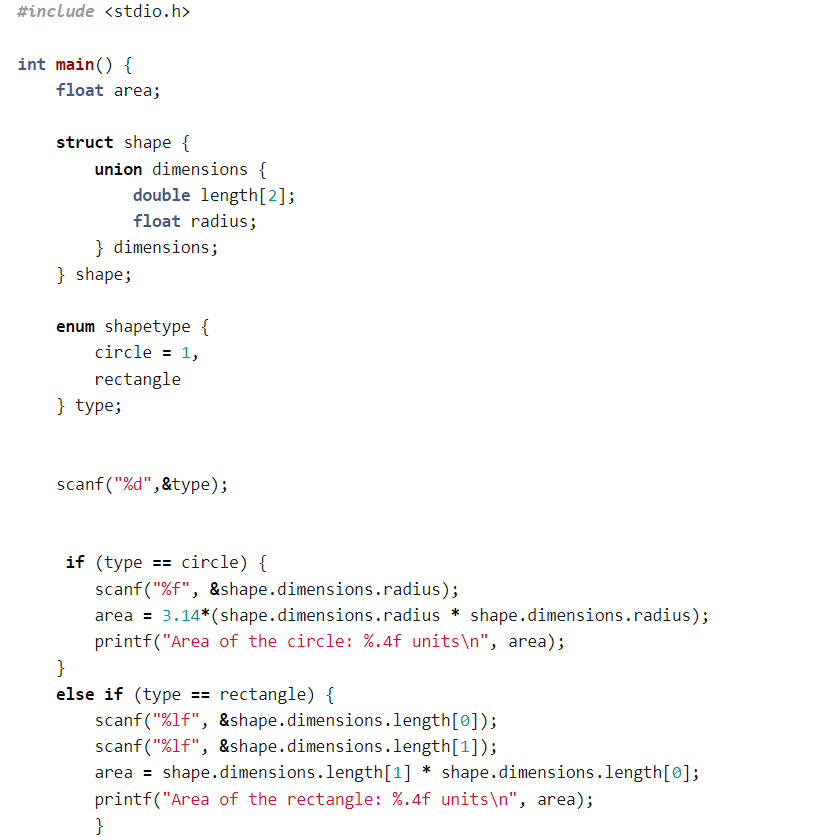 #include <stdio.h>
int main() {
float area;
struct shape {
union dimensions {
double length[2];
float radius;
} dimensions;
} shape;
enum shapetype {
circle = 1,
rectangle
} type;
scanf("%d",&type);
if (type == circle) {
scanf("%f", &shape.dimensions.radius);
area = 3.14*(shape.dimensions.radius * shape.dimensions.radius);
printf("Area of the circle: %.4f units\n", area);
}
else if (type == rectangle) {
scanf("%lf", &shape.dimensions.length[0]);
scanf("%lf", &shape.dimensions.length[1]);
area = shape.dimensions.length[1] * shape.dimensions.length[0];
printf("Area of the rectangle: %.4f units\n", area);
}